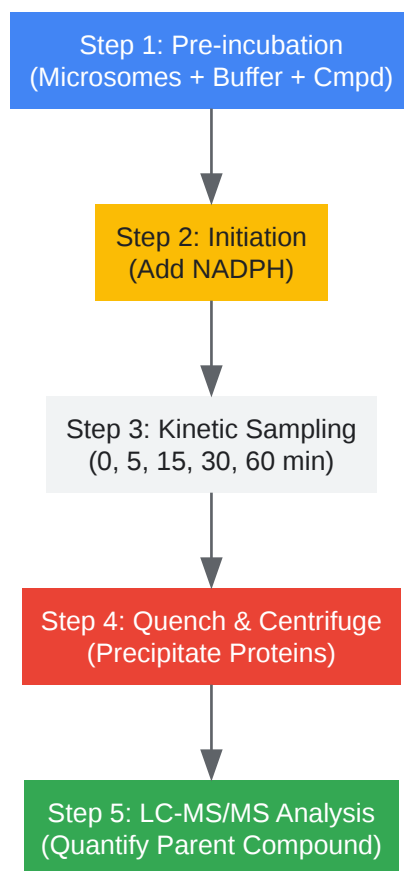 Step 1: Pre-incubation
(Microsomes + Buffer + Cmpd)
Step 2: Initiation
(Add NADPH)
Step 3: Kinetic Sampling
(0, 5, 15, 30, 60 min)
Step 4: Quench & Centrifuge
(Precipitate Proteins)
Step 5: LC-MS/MS Analysis
(Quantify Parent Compound)